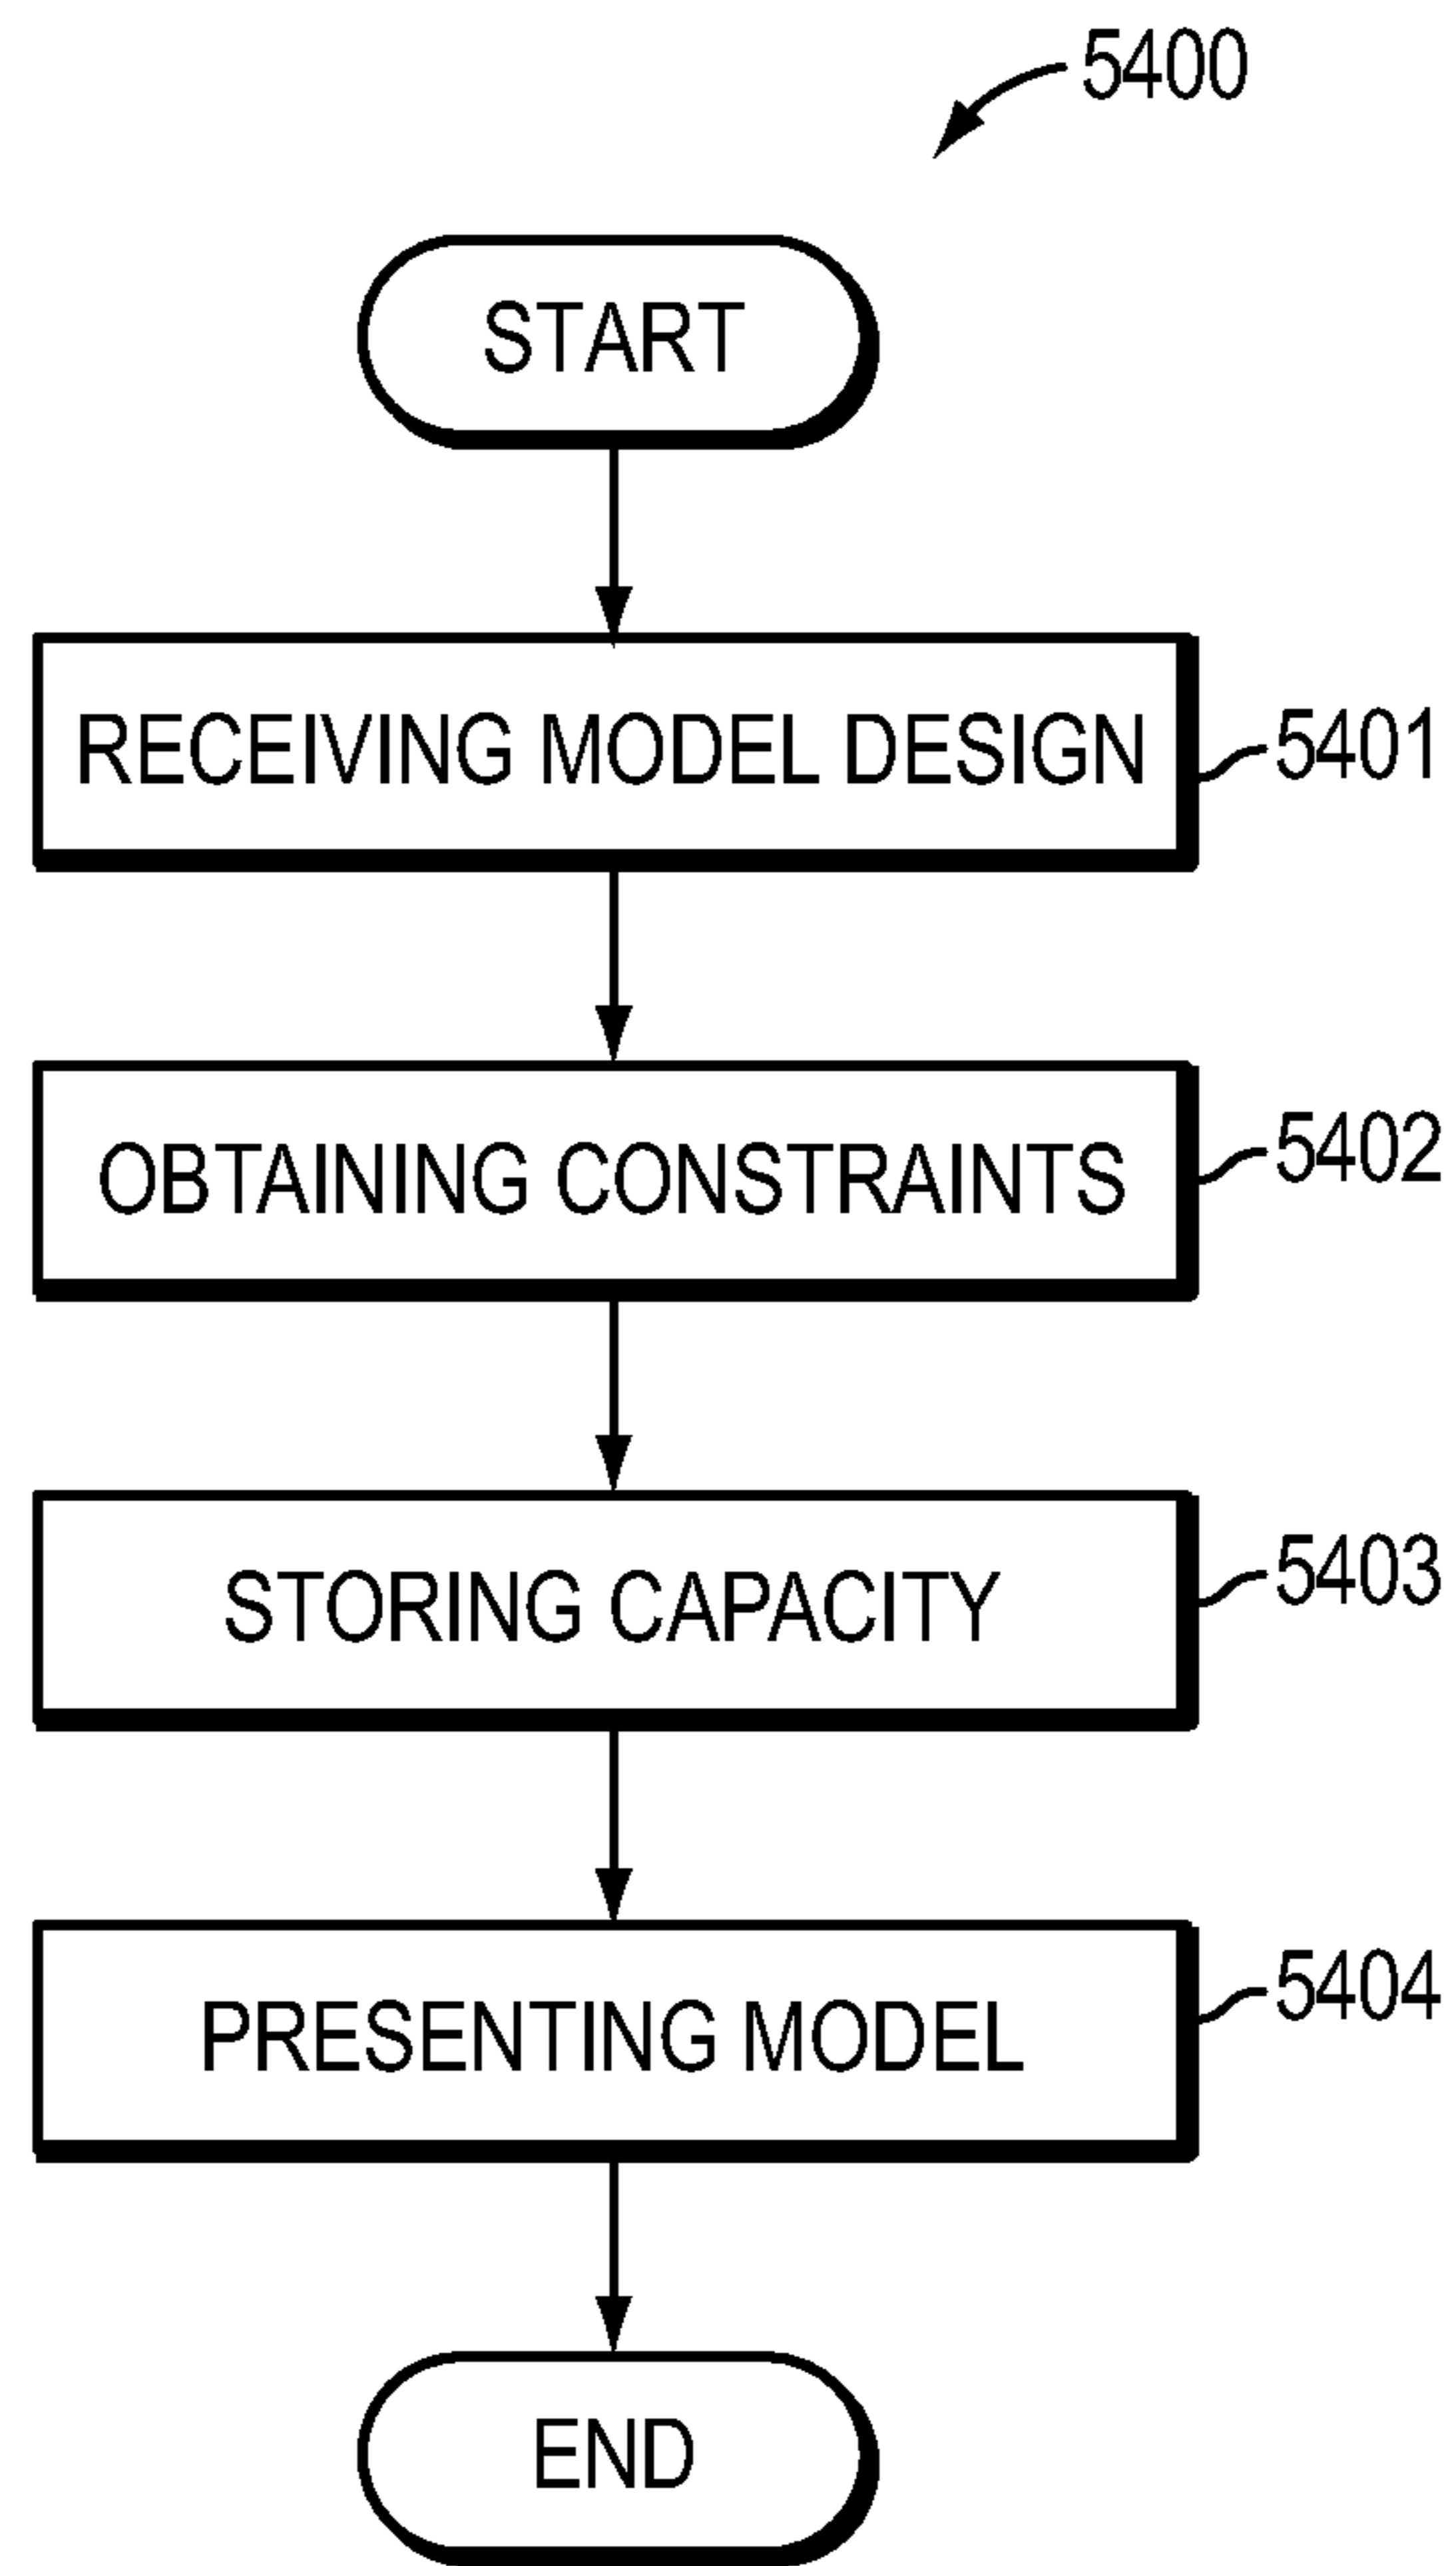 5400
START
RECEIVING MODEL DESIGN
5401
OBTAINING CONSTRAINTS
5402
STORING CAPACITY
5403
PRESENTING MODEL
5404
END